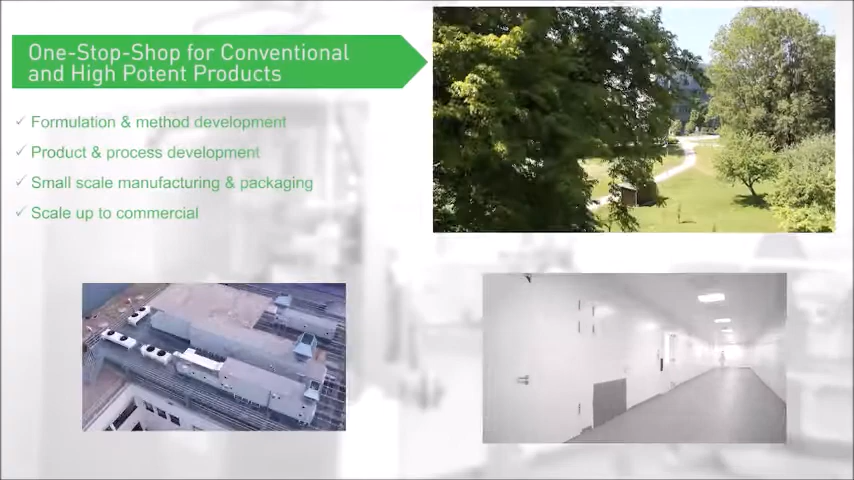 One-Stop-Shop for Conventional
and High Potent Products
✓ Formulation & method development
✓ Product & process development
✓ Small scale manufacturing & packaging
✓ Scale up to commercial